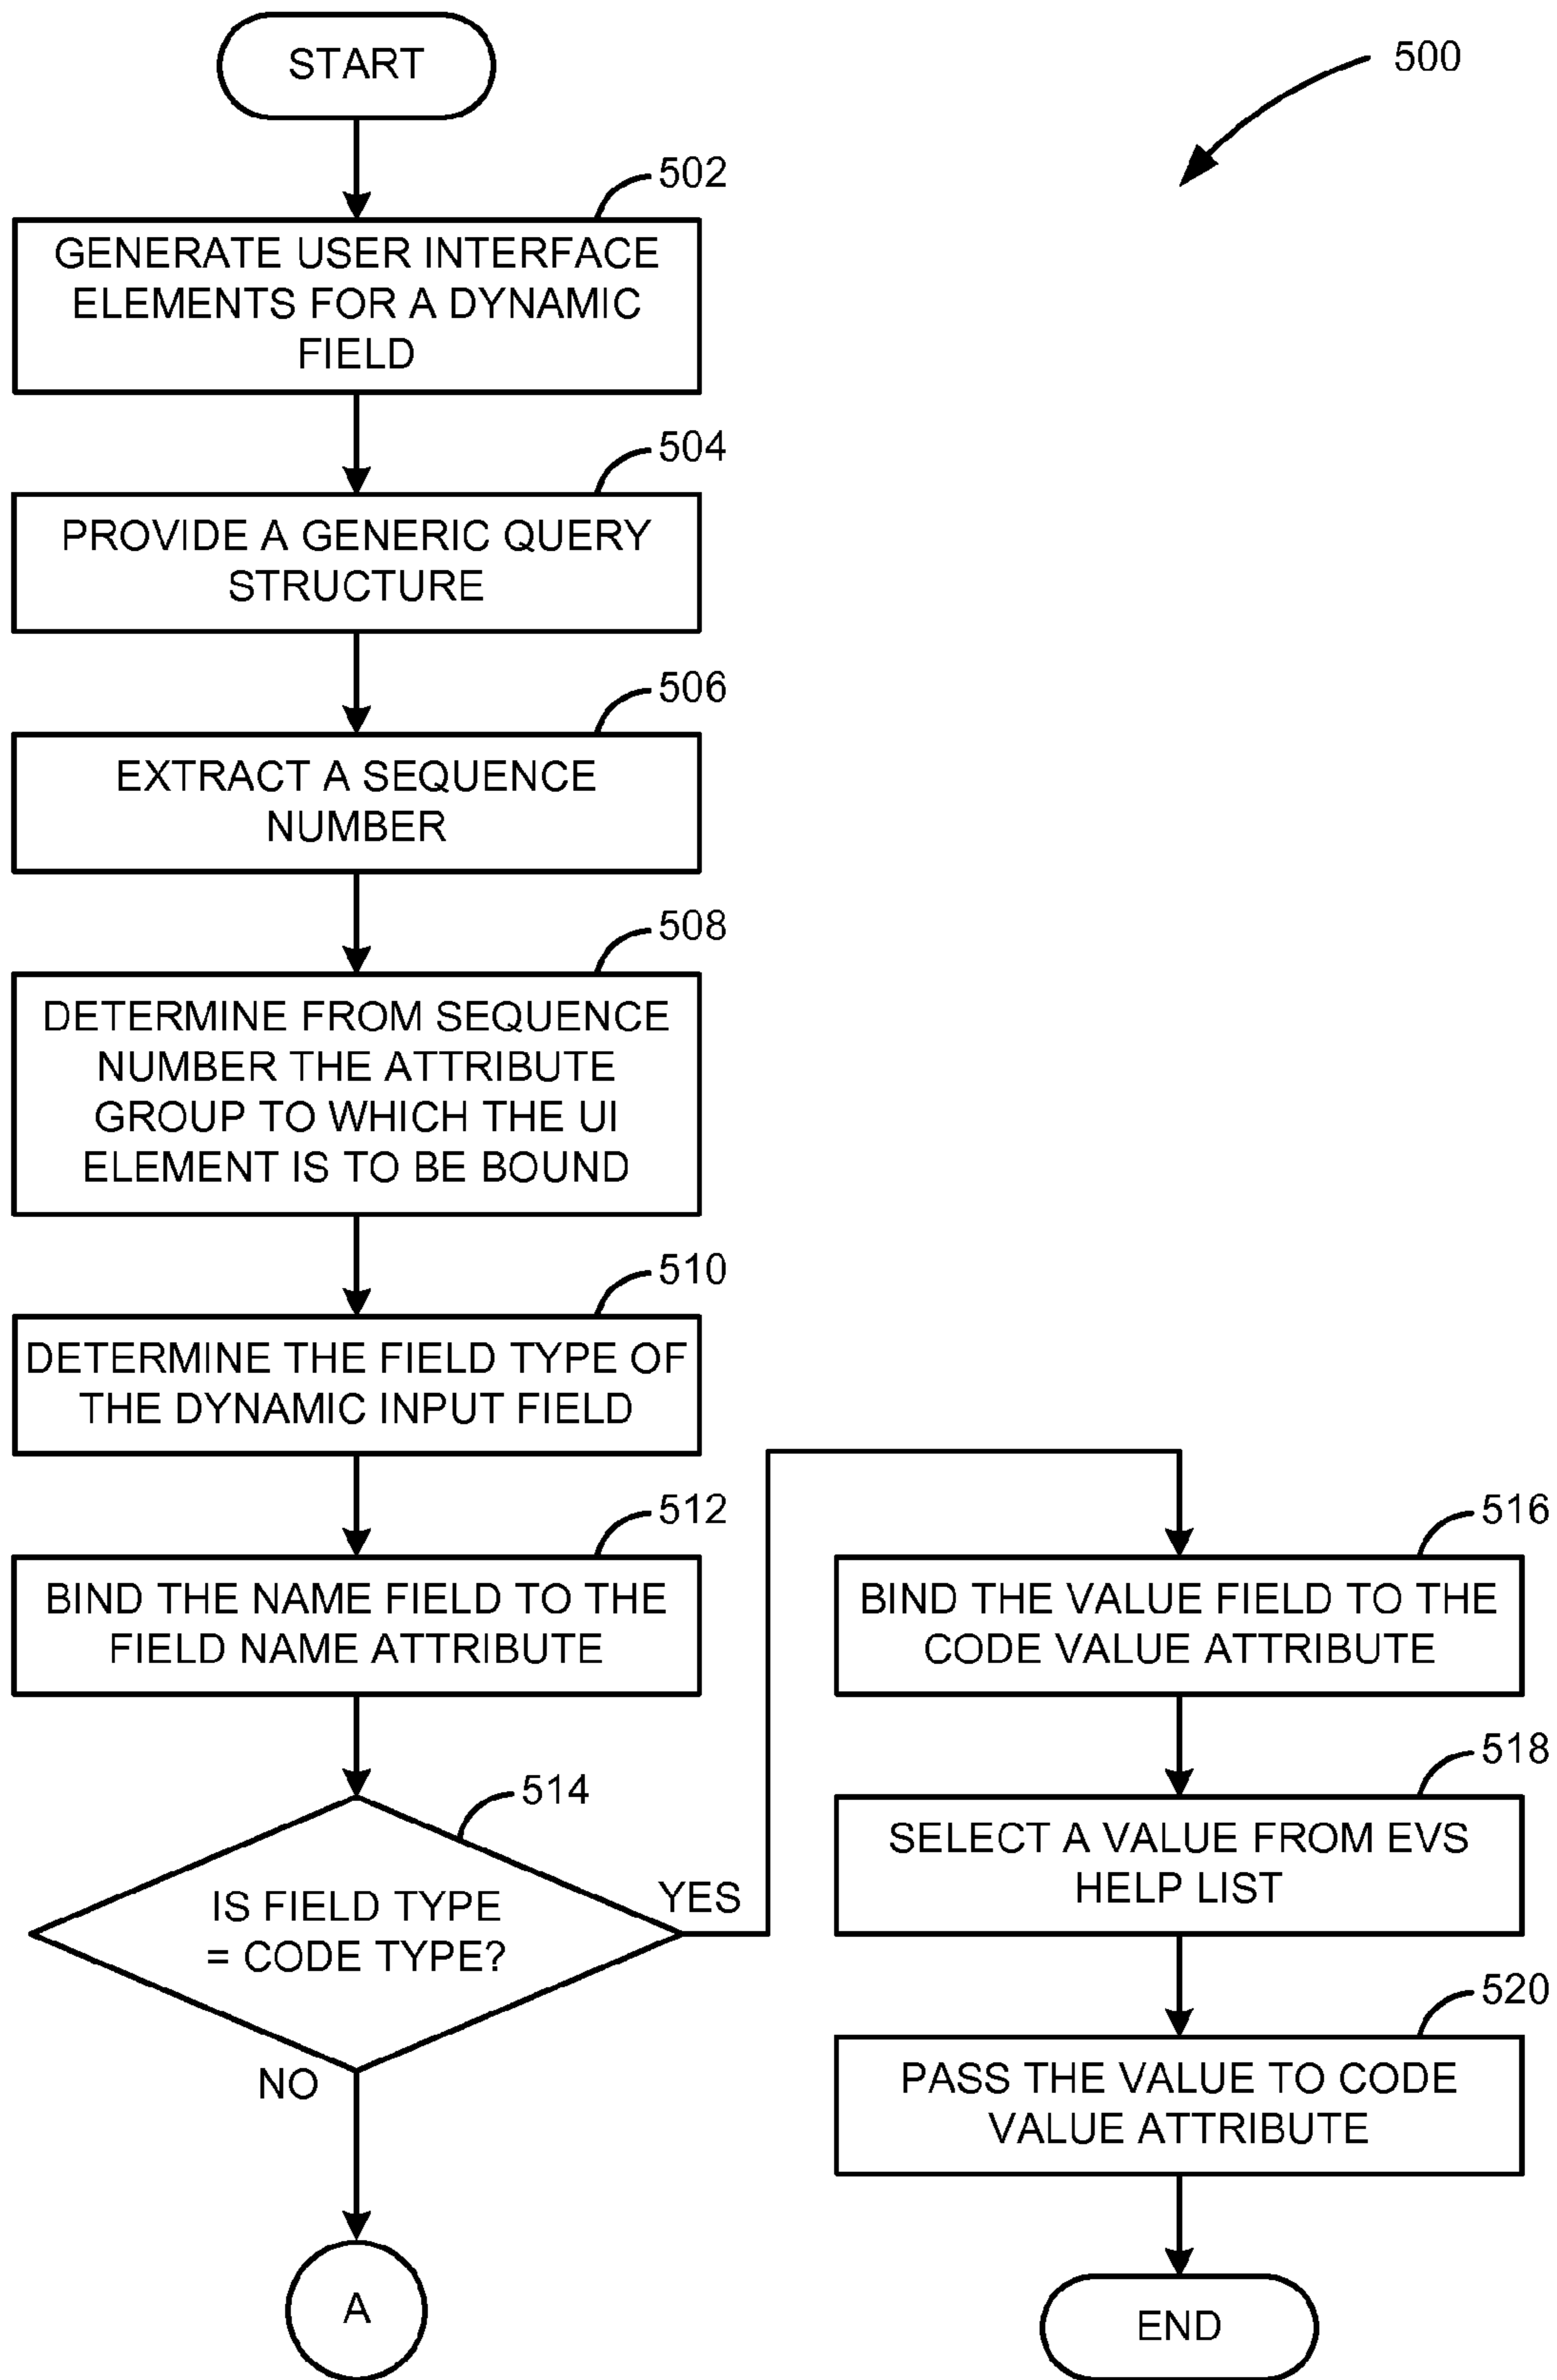 START
500
502
GENERATE USER INTERFACE
ELEMENTS FOR A DYNAMIC
FIELD
504
PROVIDE A GENERIC QUERY
STRUCTURE
506
EXTRACT A SEQUENCE
NUMBER
508
DETERMINE FROM SEQUENCE
NUMBER THE ATTRIBUTE
GROUP TO WHICH THE UI
ELEMENT IS TO BE BOUND
510
DETERMINE THE FIELD TYPE OF
THE DYNAMIC INPUT FIELD
512
BIND THE NAME FIELD TO THE
FIELD NAME ATTRIBUTE
514
IS FIELD TYPE
= CODE TYPE?
YES
NO
A
516
BIND THE VALUE FIELD TO THE
CODE VALUE ATTRIBUTE
518
SELECT A VALUE FROM EVS
HELP LIST
520
PASS THE VALUE TO CODE
VALUE ATTRIBUTE
END